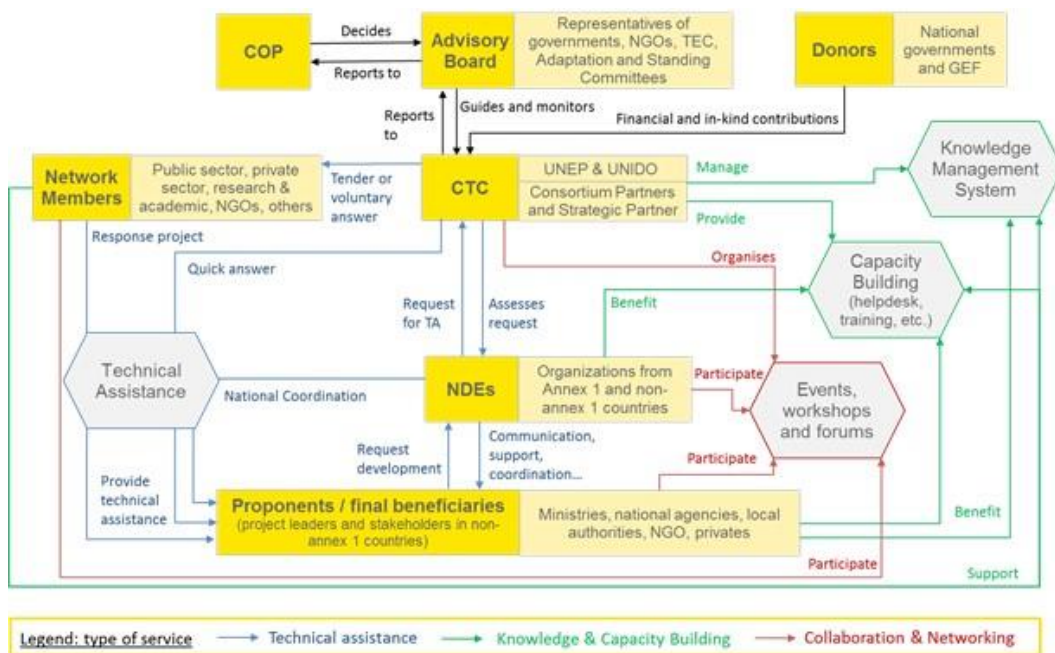 COP
Decides
Reports to
Advisory
Board
Representatives of
governments, NGOs, TEC,
Adaptation and Standing
Committees
Donors
National
governments
and GEF
Reports
to
Guides and monitors
Financial and in-kind contributions
Network
Members
Public sector, private
sector, research &
academic, NGOs, others
Tender or
voluntary
answer
CTC
UNEP & UNIDO
Consortium Partners
and Strategic Partner
Manage
Provide
Knowledge
Management
System
Response project
Quick answer
Organises
Capacity
Building
(helpdesk,
training, etc.)
Request
for TA
Assesses
request
Benefit
Technical
Assistance
National Coordination
NDEs
Organizations from
Annex 1 and non-
annex 1 countries
Participate
Events,
workshops
and forums
Request
development
Communication,
support,
coordination...
Participate
Provide
technical
assistance
Proponents / final beneficiaries
(project leaders and stakeholders in non-
annex 1 countries)
Ministries, national agencies, local
authorities, NGO, privates
Benefit
Participate
Support
Legend: type of service
Technical assistance
Knowledge & Capacity Building
Collaboration & Networking